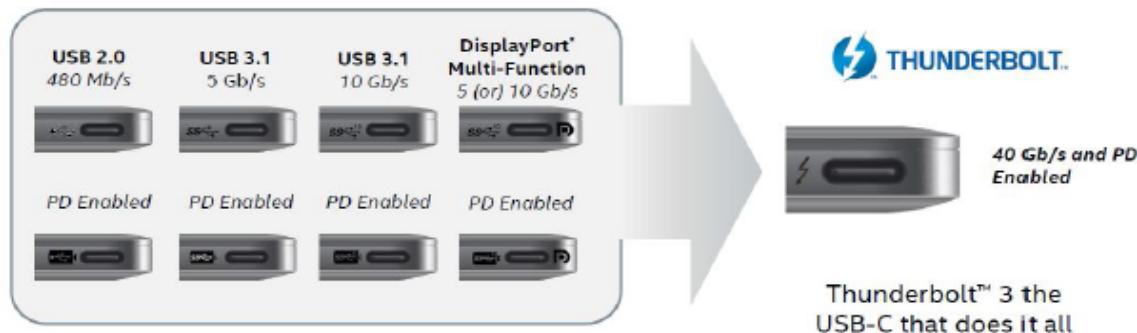 USB 2.0
480 Mb/s
USB 3.1
5 Gb/s
USB 3.1
10 Gb/s
DisplayPort*
Multi-Function
5 (or) 10 Gb/s
PD Enabled
PD Enabled
PD Enabled
PD Enabled
THUNDERBOLT™
40 Gb/s and PD
Enabled
Thunderbolt™ 3 the
USB-C that does it all